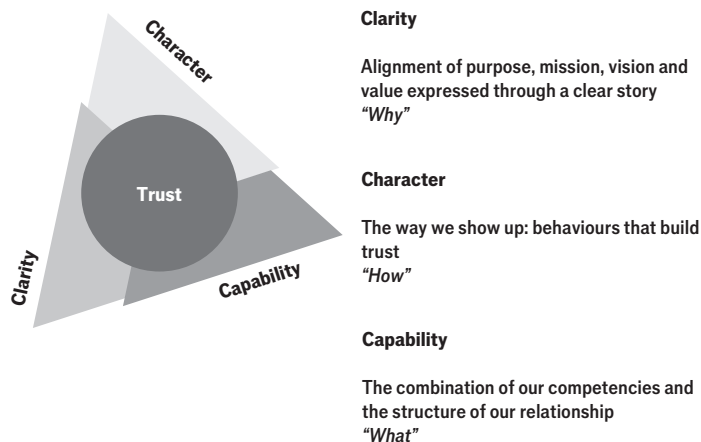 Character
Trust
Clarity
Capability
Clarity
Alignment of purpose, mission, vision and
value expressed through a clear story
“Why”
Character
The way we show up: behaviours that build
trust
“How”
Capability
The combination of our competencies and
the structure of our relationship
“What”